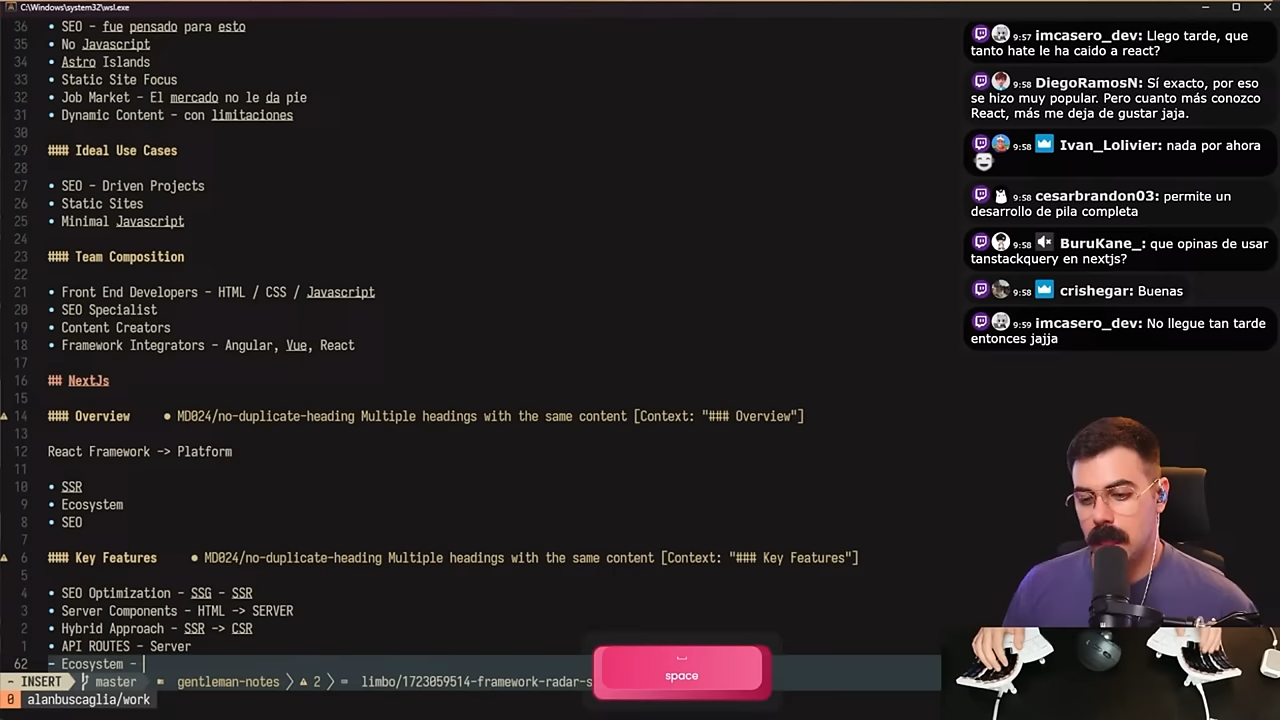 C:\Windows\system32\wsl.exe
36 • SEO - fue pensado para esto
35 • No Javascript
34 • Astro Islands
33 • Static Site Focus
32 • Job Market - El mercado no le da pie
31 • Dynamic Content - con limitaciones
30
29 ### Ideal Use Cases
28
27 • SEO - Driven Projects
26 • Static Sites
25 • Minimal Javascript
24
23 ### Team Composition
22
21 • Front End Developers - HTML / CSS / Javascript
20 • SEO Specialist
19 • Content Creators
18 • Framework Integrators - Angular, Vue, React
17
16 ## NextJs
15
14 ### Overview ● MD024/no-duplicate-heading Multiple headings with the same content [Context: "### Overview"]
13
12 React Framework -> Platform
11
10 • SSR
9 • Ecosystem
8 • SEO
7
6 ### Key Features ● MD024/no-duplicate-heading Multiple headings with the same content [Context: "### Key Features"]
5
4 • SEO Optimization - SSG - SSR
3 • Server Components - HTML -> SERVER
2 • Hybrid Approach - SSR -> CSR
1 • API ROUTES - Server
62 - Ecosystem -
- INSERT master gentleman-notes 2 limbo/1723059514-framework-radar-s
0 alanbuscaglia/work
space
9:57 imcasero_dev: Llego tarde, que
tanto hate le ha caido a react?
9:58 DiegoRamosN: Sí exacto, por eso
se hizo muy popular. Pero cuanto más conozco
React, más me deja de gustar jaja.
9:58 Ivan_Lolivier: nada por ahora
9:58 cesarbrandon03: permite un
desarrollo de pila completa
9:58 BuruKane_: que opinas de usar
tanstackquery en nextjs?
9:58 crishegar: Buenas
9:59 imcasero_dev: No llegue tan tarde
entonces jajja